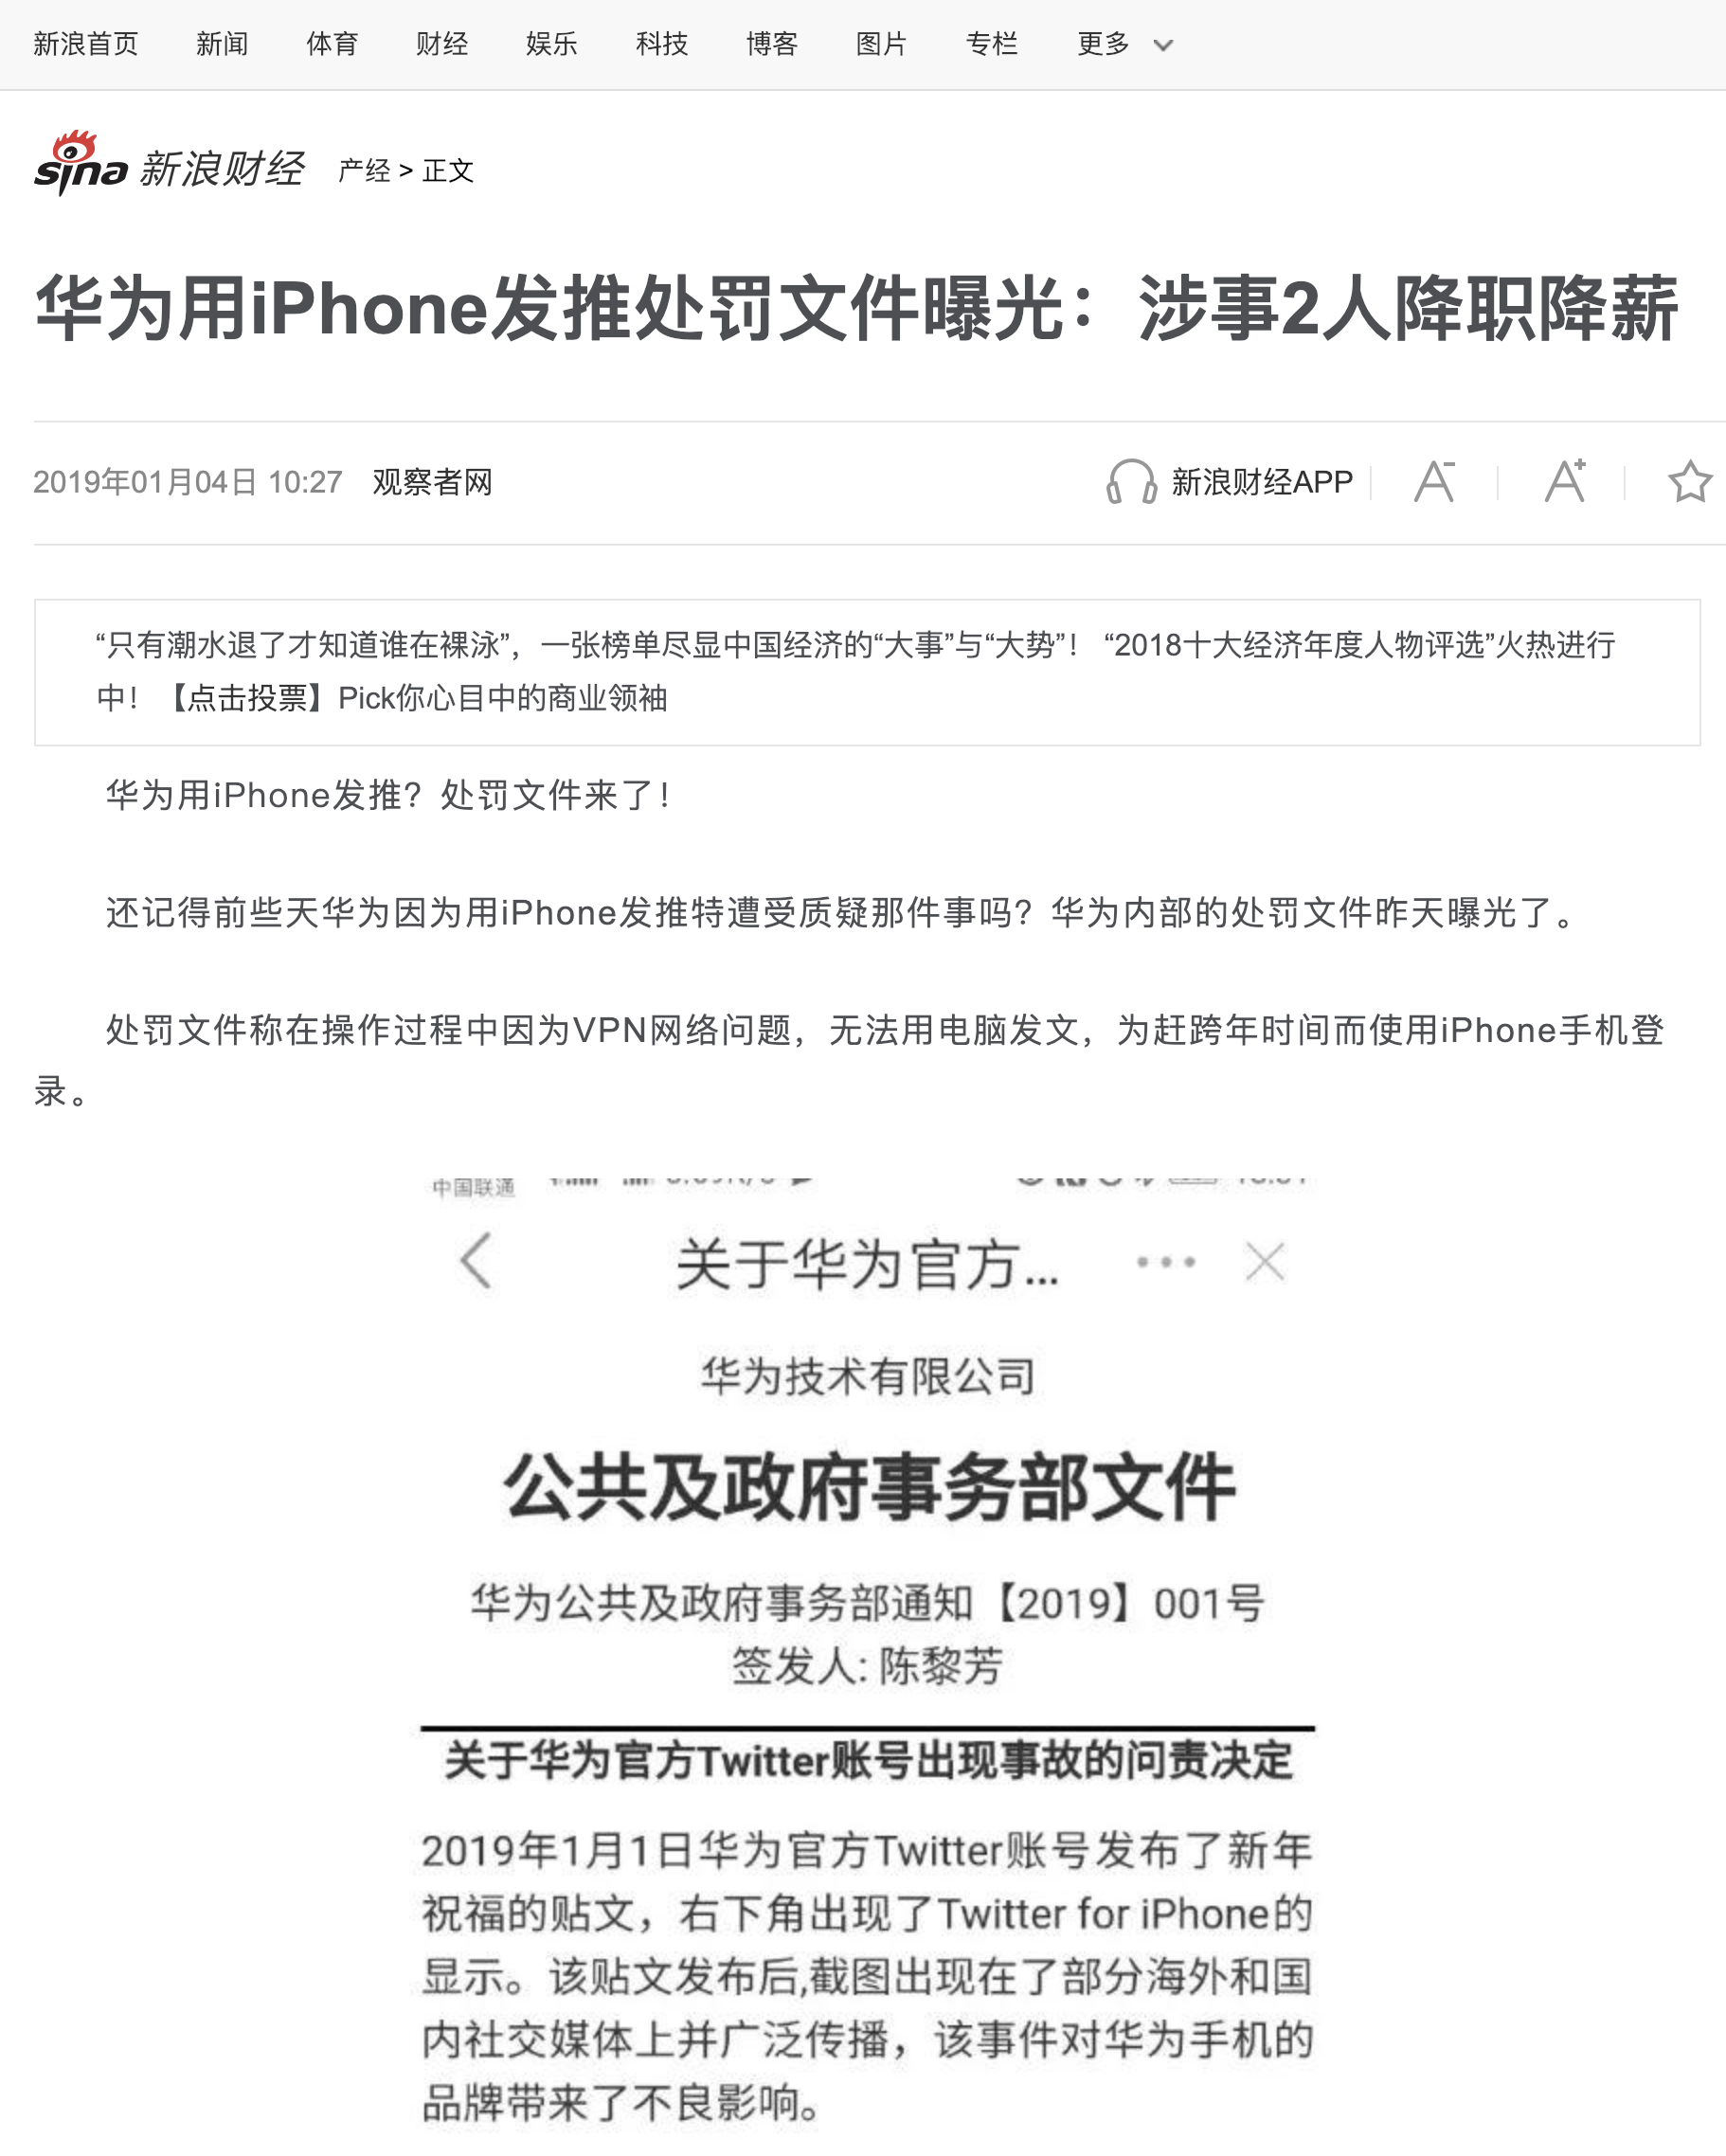 新浪首页 新闻 体育 财经 娱乐 科技 博客 图片 专栏 更多
sina 新浪财经 产经 > 正文
华为用iPhone发推处罚文件曝光：涉事2人降职降薪
2019年01月04日 10:27 观察者网 新浪财经APP A- A+
“只有潮水退了才知道谁在裸泳”，一张榜单尽显中国经济的“大事”与“大势”！ “2018十大经济年度人物评选”火热进行
中！【点击投票】Pick你心目中的商业领袖
华为用iPhone发推？处罚文件来了！
还记得前些天华为因为用iPhone发推特遭受质疑那件事吗？华为内部的处罚文件昨天曝光了。
处罚文件称在操作过程中因为VPN网络问题，无法用电脑发文，为赶跨年时间而使用iPhone手机登
录。
中国联通
关于华为官方...
华为技术有限公司
公共及政府事务部文件
华为公共及政府事务部通知【2019】001号
签发人: 陈黎芳
关于华为官方Twitter账号出现事故的问责决定
2019年1月1日华为官方Twitter账号发布了新年
祝福的贴文，右下角出现了Twitter for iPhone的
显示。该贴文发布后,截图出现在了部分海外和国
内社交媒体上并广泛传播，该事件对华为手机的
品牌带来了不良影响。